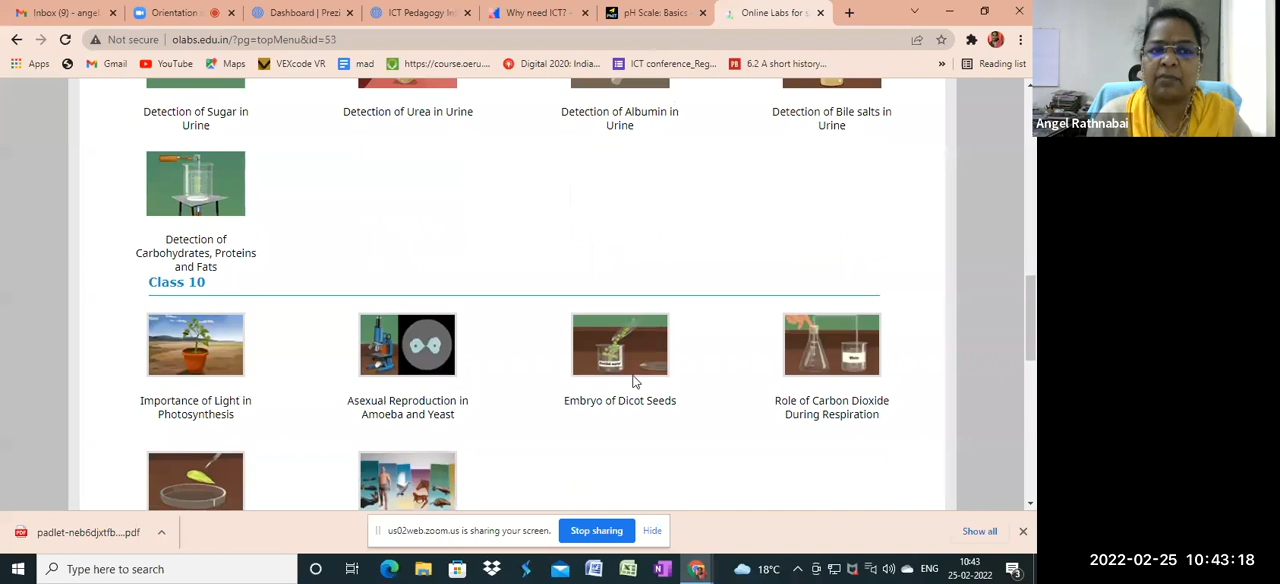 Inbox (9) - ange
Orientation
Dashboard | Prezi
ICT Pedagogy In
Why need ICT? -
pH Scale: Basics -
Online Labs for s
Not secure
olabs.edu.in/?pg=topMenu&id=53
Apps
Gmail
YouTube
Maps
VEXcode VR
mad
https://course.oeru....
Digital 2020: India...
ICT conference_Reg...
6.2 A short history...
»
Reading list
Detection of Sugar in
Urine
Detection of Urea in Urine
Detection of Albumin in
Urine
Detection of Bile salts in
Urine
Angel Rathnabai
Detection of
Carbohydrates, Proteins
and Fats
Class 10
Importance of Light in
Photosynthesis
Asexual Reproduction in
Amoeba and Yeast
Embryo of Dicot Seeds
Role of Carbon Dioxide
During Respiration
padlet-neb6djxtfb....pdf
us02web.zoom.us is sharing your screen.
Stop sharing
Hide
Show all
Type here to search
18°C
ENG
10:43
25-02-2022
3
2022-02-25 10:43:18